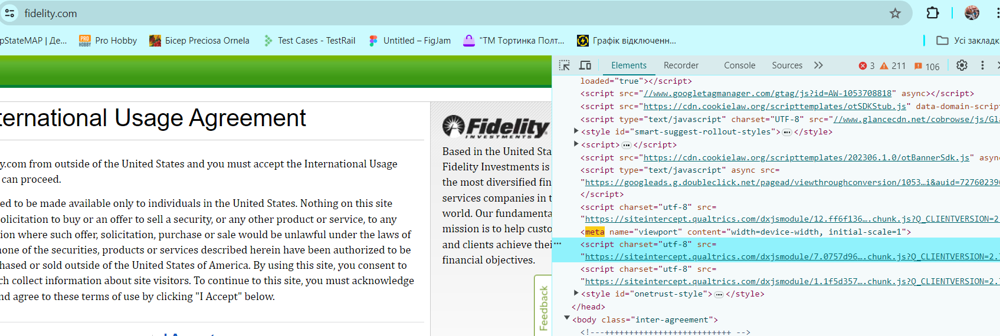 fidelity.com
pStateMAP | Де...
Pro Hobby
Бісер Preciosa Ornela
Test Cases - TestRail
Untitled – FigJam
"ТМ Тортинка Полт...
Графік відключенн...
Усі закладк
ternational Usage Agreement
y.com from outside of the United States and you must accept the International Usage
can proceed.
ed to be made available only to individuals in the United States. Nothing on this site
olicitation to buy or an offer to sell a security, or any other product or service, to any
ion where such offer, solicitation, purchase or sale would be unlawful under the laws of
none of the securities, products or services described herein have been authorized to be
hased or sold outside of the United States of America. By using this site, you consent to
ch collect information about site visitors. To continue to this site, you must acknowledge
nd agree to these terms of use by clicking "I Accept" below.
Fidelity
INVESTMENTS
Based in the United Sta
Fidelity Investments is
the most diversified fin
services companies in t
world. Our fundamenta
mission is to help custo
and clients achieve thei
financial objectives.
Feedback
Elements
Recorder
Console
Sources
3
211
106
loaded="true"></script>
<script src="//www.googletagmanager.com/gtag/js?id=AW-1053708818" async></script>
<script src="https://cdn.cookielaw.org/scripttemplates/otSDKStub.js" data-domain-script
<script type="text/javascript" charset="UTF-8" src="//www.glancecdn.net/cobrowse/js/Gla
<style id="smart-suggest-rollout-styles">…</style>
<script>…</script>
<script src="https://cdn.cookielaw.org/scripttemplates/202306.1.0/otBannerSdk.js" async
<script type="text/javascript" async src=
"https://googleads.g.doubleclick.net/pagead/viewthroughconversion/1053…i&auid=727602396
</script>
<script charset="utf-8" src=
"https://siteintercept.qualtrics.com/dxjsmodule/12.ff6f136….chunk.js?Q_CLIENTVERSION=2.
<meta name="viewport" content="width=device-width, initial-scale=1">
<script charset="utf-8" src=
"https://siteintercept.qualtrics.com/dxjsmodule/7.0757d96….chunk.js?Q_CLIENTVERSION=2.
<script charset="utf-8" src=
"https://siteintercept.qualtrics.com/dxjsmodule/1.1f5d357….chunk.js?Q_CLIENTVERSION=2.
<style id="onetrust-style">…</style>
</head>
<body class="inter-agreement">
<!---++++++++++++++++++++++++++ -->